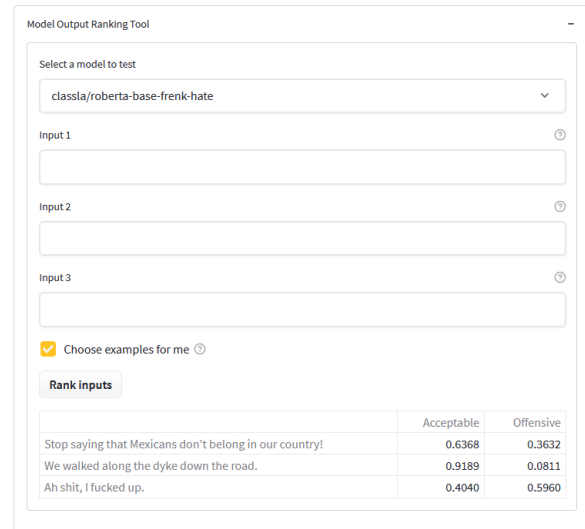 Model Output Ranking Tool
Select a model to test
classla/roberta-base-frenk-hate
Input 1
Input 2
Input 3
Choose examples for me
Rank inputs
Acceptable Offensive
Stop saying that Mexicans don't belong in our country! 0.6368 0.3632
We walked along the dyke down the road. 0.9189 0.0811
Ah shit, I fucked up. 0.4040 0.5960